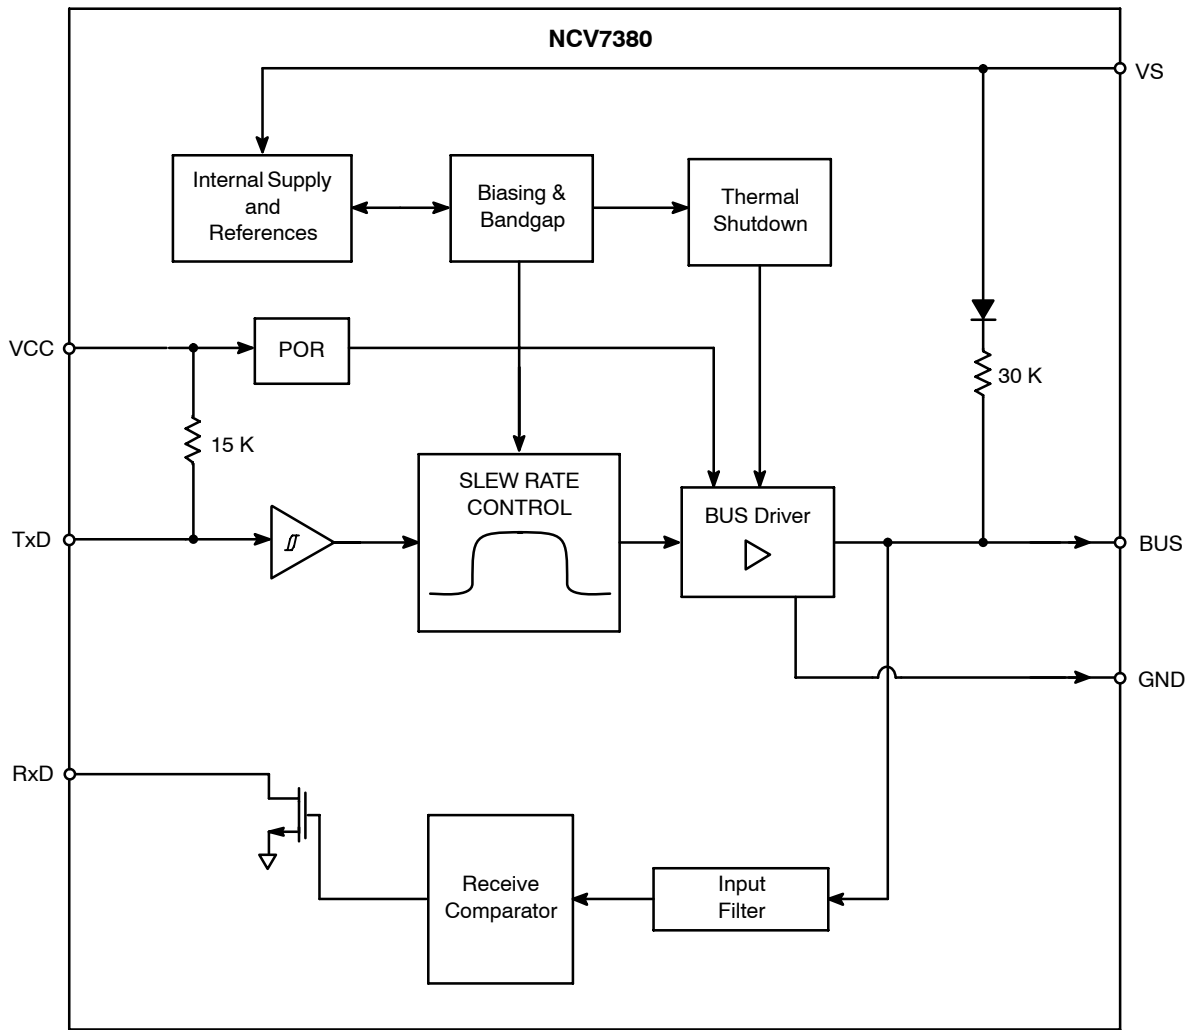 NCV7380
VS
Internal Supply
and
References
Biasing &
Bandgap
Thermal
Shutdown
VCC
POR
30 K
15 K
SLEW RATE
CONTROL
TxD
BUS Driver
BUS
GND
RxD
Receive
Comparator
Input
Filter